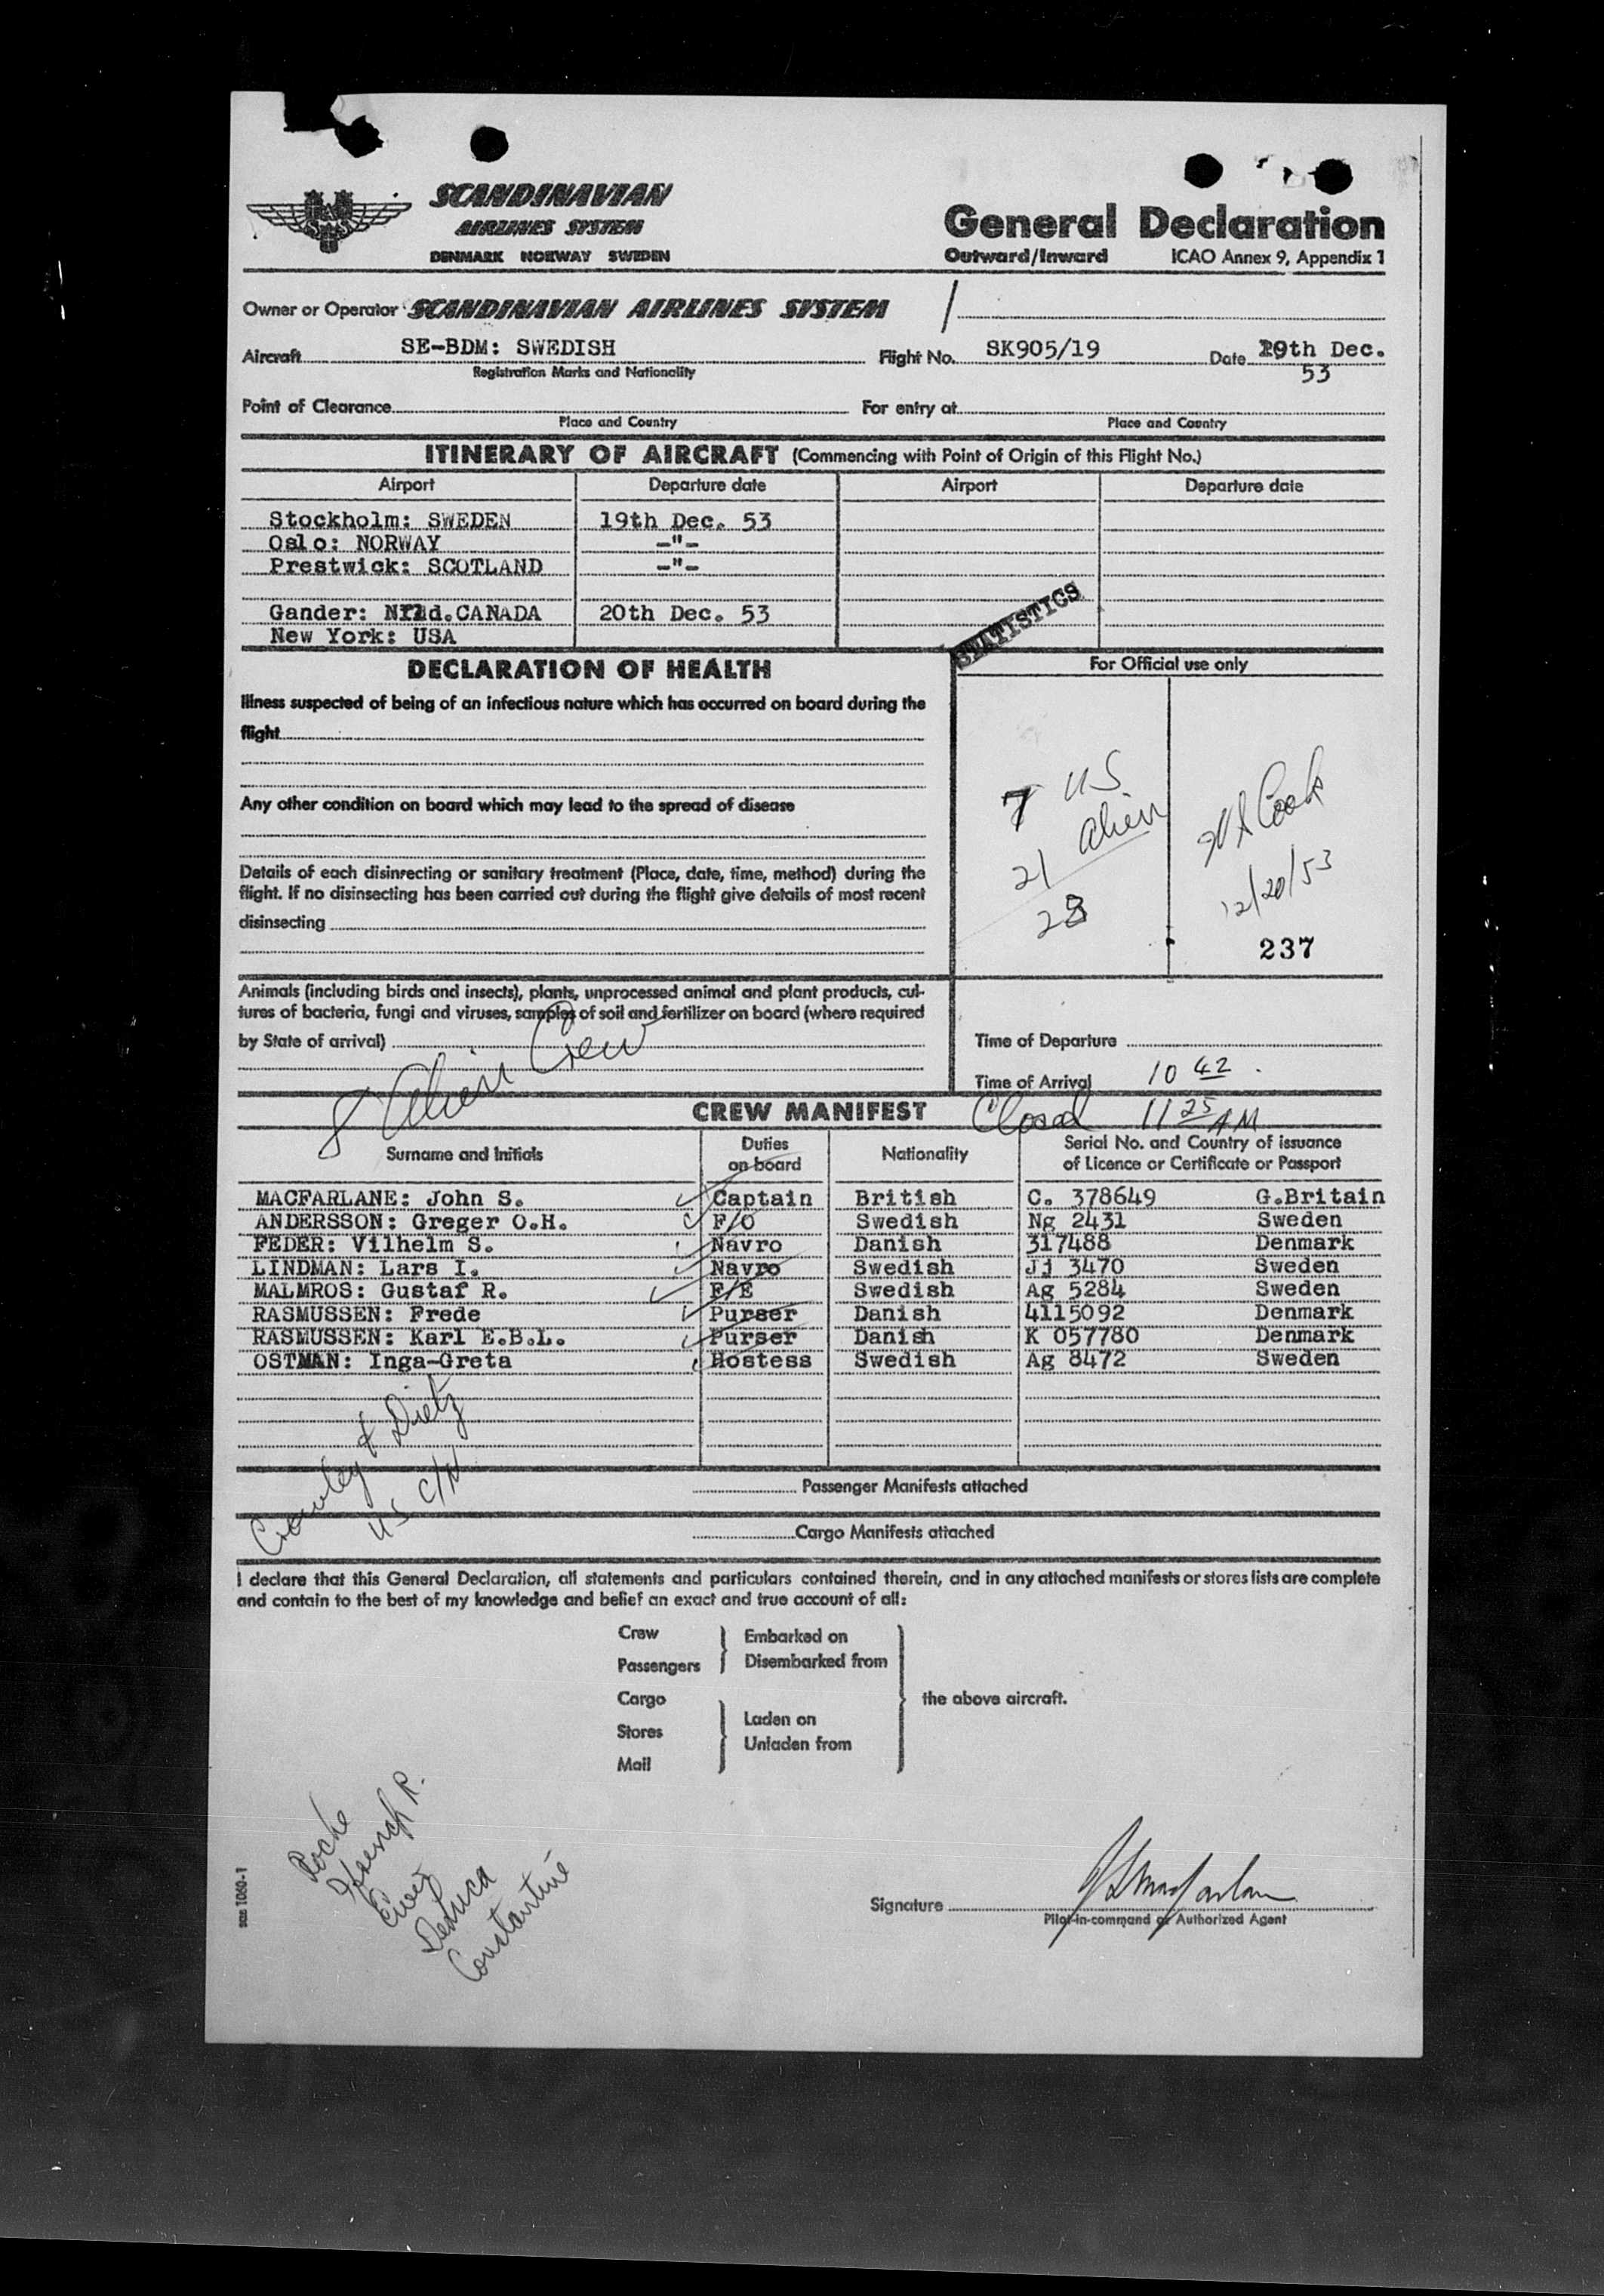 SCANDINAVIAN
AIRLINES SYSTEM
DENMARK NORWAY SWEDEN
General Declaration
Outward/Inward ICAO Annex 9, Appendix 1
Owner or Operator SCANDINAVIAN AIRLINES SYSTEM
Aircraft SE-BDM: SWEDISH Flight No. SK905/19 Date 19th Dec. 53
Registration Marks and Nationality
Point of Clearance For entry at
Place and Country Place and Country
ITINERARY OF AIRCRAFT (Commencing with Point of Origin of this Flight No.)
Airport Departure date Airport Departure date
Stockholm: SWEDEN 19th Dec. 53
Oslo: NORWAY -"-
Prestwick: SCOTLAND -"-
Gander: Nfld.CANADA 20th Dec. 53
New York: USA
STATISTICS
DECLARATION OF HEALTH
For Official use only
Illness suspected of being of an infectious nature which has occurred on board during the
flight
Any other condition on board which may lead to the spread of disease
Details of each disinsecting or sanitary treatment (Place, date, time, method) during the
flight. If no disinsecting has been carried out during the flight give details of most recent
disinsecting
7 US
21 alien
28
Cook
12/20/53
237
Animals (including birds and insects), plants, unprocessed animal and plant products, cul-
tures of bacteria, fungi and viruses, samples of soil and fertilizer on board (where required
by State of arrival)
8 Alien Crew
Time of Departure
Time of Arrival 10 42
Closed 11 25 AM
CREW MANIFEST
Surname and Initials Duties on board Nationality Serial No. and Country of issuance of Licence or Certificate or Passport
MACFARLANE: John S. Captain British C. 378649 G.Britain
ANDERSSON: Greger O.H. F/O Swedish Ng 2431 Sweden
FEDER: Vilhelm S. Navro Danish 317488 Denmark
LINDMAN: Lars I. Navro Swedish Jj 3470 Sweden
MALMROS: Gustaf R. F/E Swedish Ag 5284 Sweden
RASMUSSEN: Frede Purser Danish 4115092 Denmark
RASMUSSEN: Karl E.B.L. Purser Danish K 057780 Denmark
OSTMAN: Inga-Greta Hostess Swedish Ag 8472 Sweden
Crowley & Dietz
US
Passenger Manifests attached
Cargo Manifests attached
I declare that this General Declaration, all statements and particulars contained therein, and in any attached manifests or stores lists are complete
and contain to the best of my knowledge and belief an exact and true account of all:
Crew
Passengers
Embarked on
Disembarked from
Cargo
Stores
Mail
Laden on
Unladen from
the above aircraft.
Roche
DeLuca
Constantine
Signature
Pilot-in-command or Authorized Agent
sas 1060-1